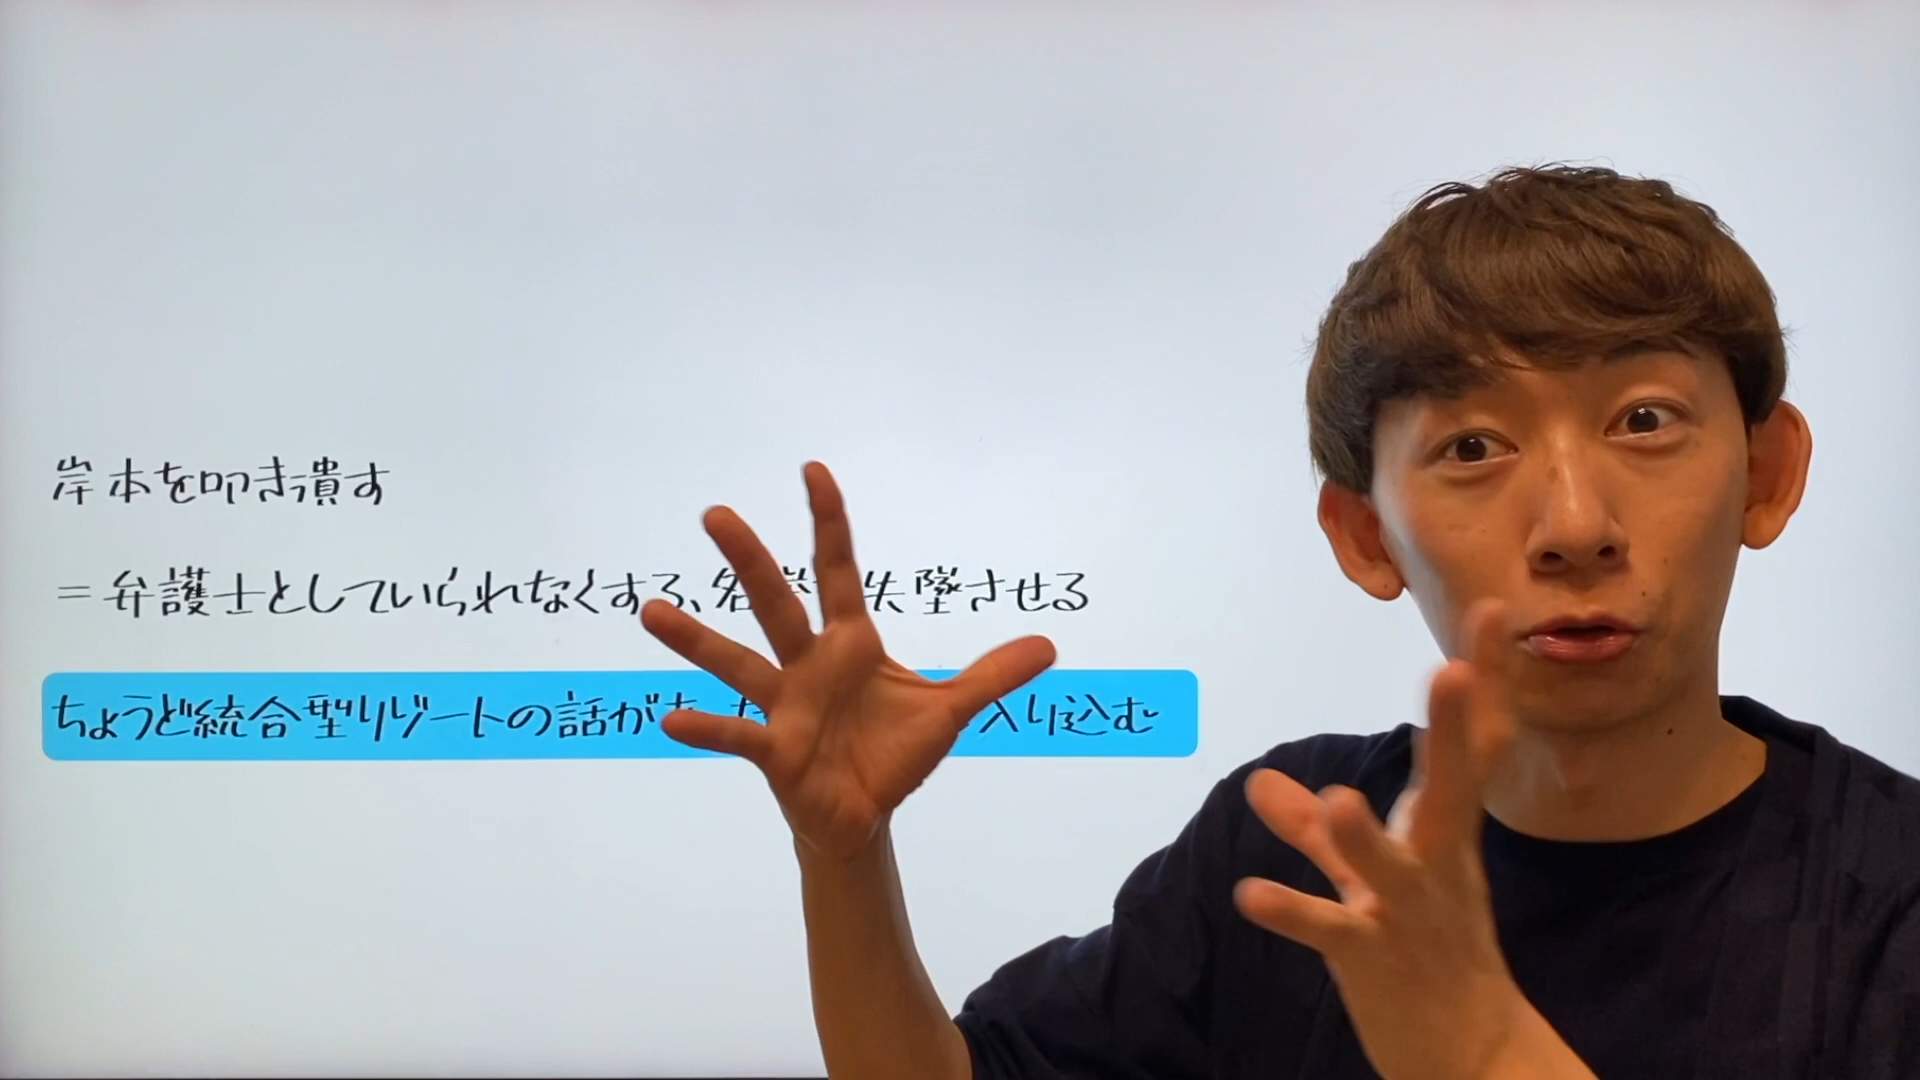 岸本を叩き潰す
＝弁護士としていられなくする、名誉 失墜させる
ちょうど統合型リゾートの話が 入り込む